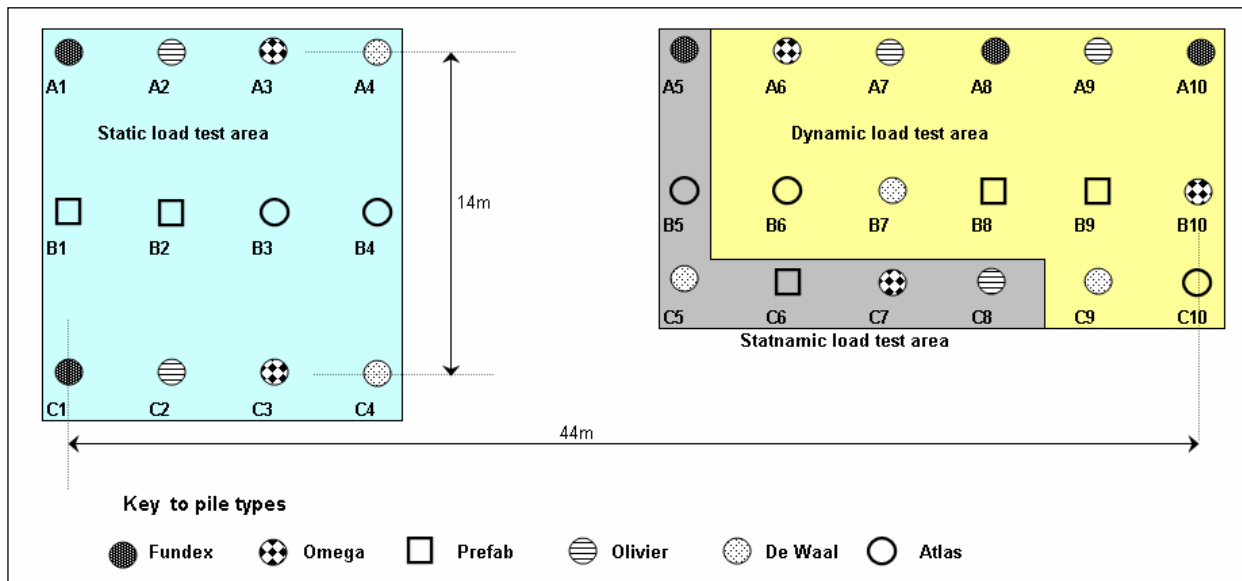 A1 A2 A3 A4 A5 A6 A7 A8 A9 A10
Static load test area Dynamic load test area
14m
B1 B2 B3 B4 B5 B6 B7 B8 B9 B10
C5 C6 C7 C8 C9 C10
Statnamic load test area
C1 C2 C3 C4
44m
Key to pile types
Fundex Omega Prefab Olivier De Waal Atlas